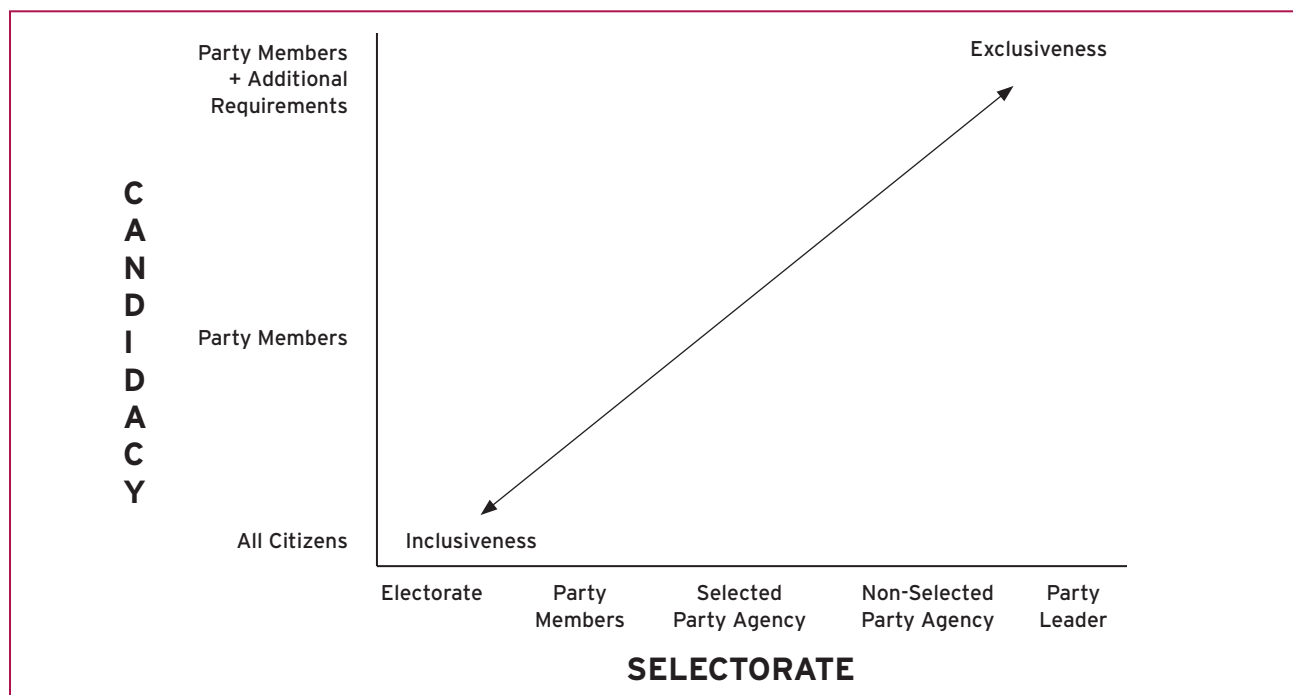 Party Members
+ Additional
Requirements
Exclusiveness
CANDIDACY
Party Members
All Citizens
Inclusiveness
Electorate
Party
Members
Selected
Party Agency
Non-Selected
Party Agency
Party
Leader
SELECTORATE